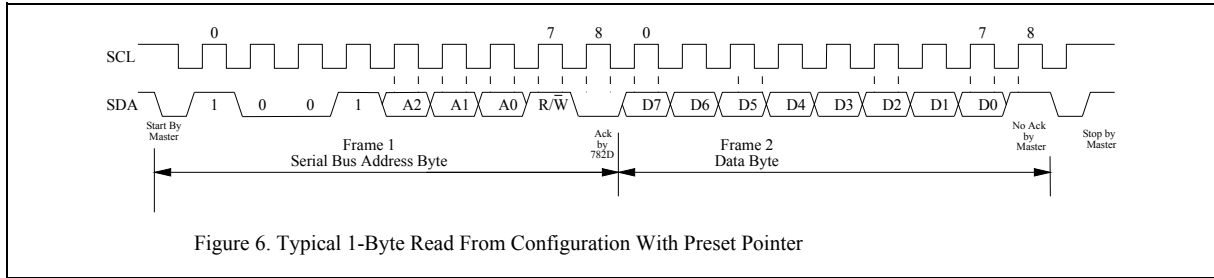 0 7 8 0 7 8
SCL
SDA 1 0 0 1 A2 A1 A0 R/W̅ D7 D6 D5 D4 D3 D2 D1 D0
Start By
Master
Ack
by
782D
No Ack
by
Master
Stop by
Master
Frame 1
Serial Bus Address Byte
Frame 2
Data Byte
Figure 6. Typical 1-Byte Read From Configuration With Preset Pointer